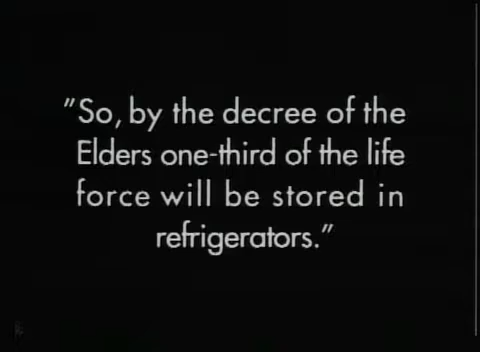 "So, by the decree of the
Elders one-third of the life
force will be stored in
refrigerators."